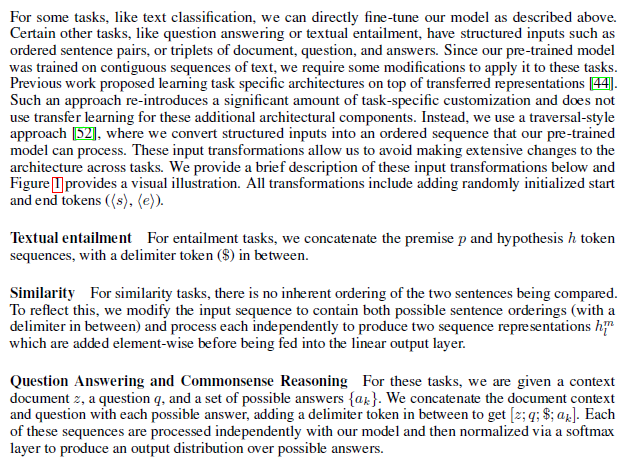 For some tasks, like text classification, we can directly fine-tune our model as described above.
Certain other tasks, like question answering or textual entailment, have structured inputs such as
ordered sentence pairs, or triplets of document, question, and answers. Since our pre-trained model
was trained on contiguous sequences of text, we require some modifications to apply it to these tasks.
Previous work proposed learning task specific architectures on top of transferred representations [44].
Such an approach re-introduces a significant amount of task-specific customization and does not
use transfer learning for these additional architectural components. Instead, we use a traversal-style
approach [52], where we convert structured inputs into an ordered sequence that our pre-trained
model can process. These input transformations allow us to avoid making extensive changes to the
architecture across tasks. We provide a brief description of these input transformations below and
Figure 1 provides a visual illustration. All transformations include adding randomly initialized start
and end tokens (⟨s⟩, ⟨e⟩).
Textual entailment For entailment tasks, we concatenate the premise p and hypothesis h token
sequences, with a delimiter token ($) in between.
Similarity For similarity tasks, there is no inherent ordering of the two sentences being compared.
To reflect this, we modify the input sequence to contain both possible sentence orderings (with a
delimiter in between) and process each independently to produce two sequence representations hₗᵐ
which are added element-wise before being fed into the linear output layer.
Question Answering and Commonsense Reasoning For these tasks, we are given a context
document z, a question q, and a set of possible answers {aₖ}. We concatenate the document context
and question with each possible answer, adding a delimiter token in between to get [z; q; $; aₖ]. Each
of these sequences are processed independently with our model and then normalized via a softmax
layer to produce an output distribution over possible answers.